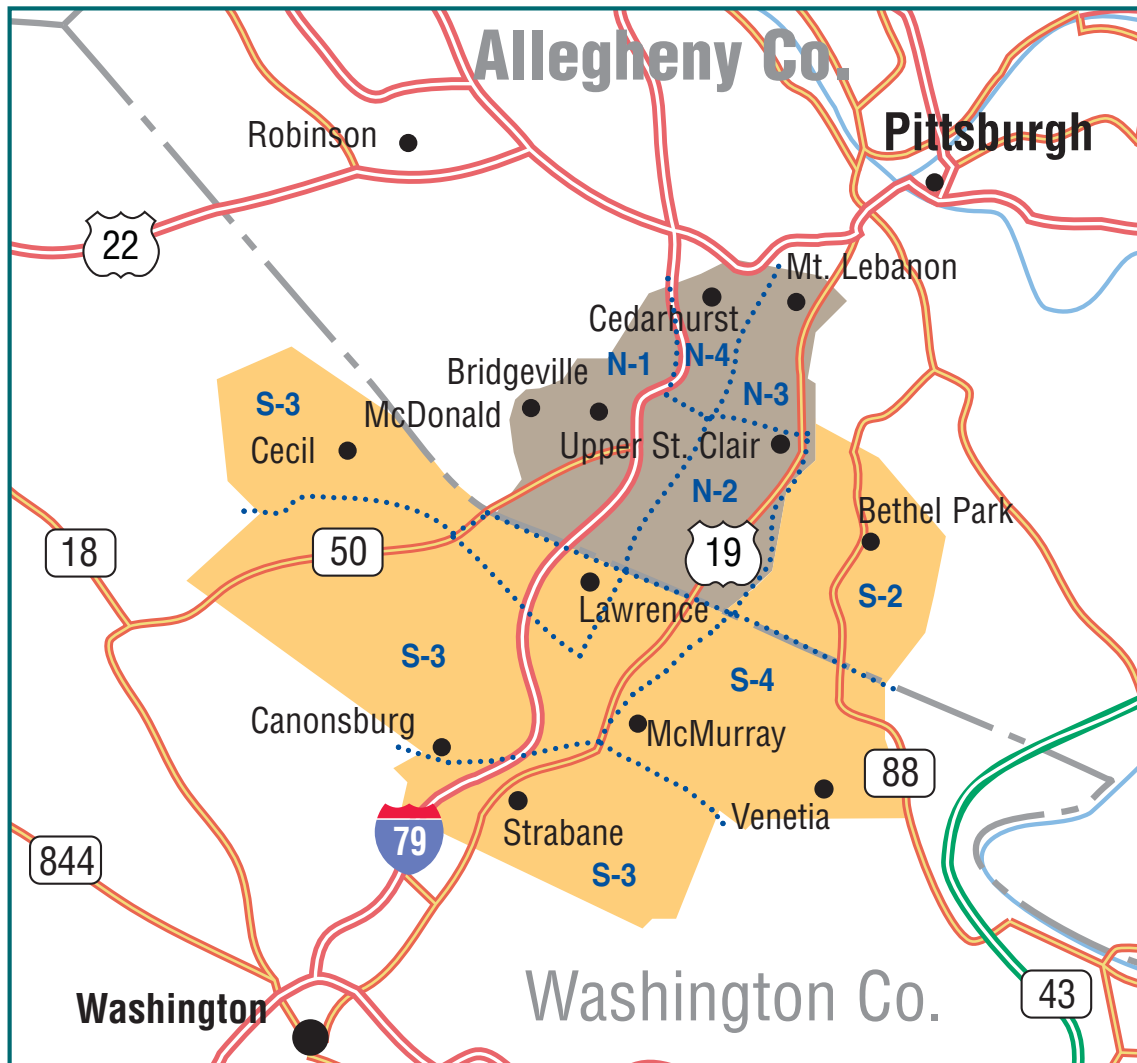 Allegheny Co.
Robinson
Pittsburgh
22
Mt. Lebanon
Cedarhurst
N-1
N-4
Bridgeville
S-3
N-3
McDonald
Cecil
Upper St. Clair
N-2
Bethel Park
18
50
19
Lawrence
S-2
S-3
S-4
Canonsburg
McMurray
88
Venetia
Strabane
79
844
S-3
Washington Co.
43
Washington